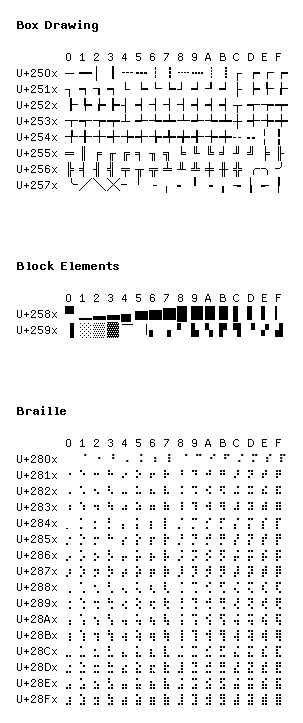 Box Drawing
0 1 2 3 4 5 6 7 8 9 A B C D E F
U+250x ─ ━ │ ┃ ┄ ┅ ┆ ┇ ┈ ┉ ┊ ┋ ┌ ┍ ┎ ┏
U+251x ┐ ┑ ┒ ┓ └ ┕ ┖ ┗ ┘ ┙ ┚ ┛ ├ ┝ ┞ ┟
U+252x ┠ ┡ ┢ ┣ ┤ ┥ ┦ ┧ ┨ ┩ ┪ ┫ ┬ ┭ ┮ ┯
U+253x ┰ ┱ ┲ ┳ ┴ ┵ ┶ ┷ ┸ ┹ ┺ ┻ ┼ ┽ ┾ ┿
U+254x ╀ ╁ ╂ ╃ ╄ ╅ ╆ ╇ ╈ ╉ ╊ ╋ ╌ ╍ ╎ ╏
U+255x ═ ║ ╒ ╓ ╔ ╕ ╖ ╗ ╘ ╙ ╚ ╛ ╜ ╝ ╞ ╟
U+256x ╠ ╡ ╢ ╣ ╤ ╥ ╦ ╧ ╨ ╩ ╪ ╫ ╬ ╭ ╮ ╯
U+257x ╰ ╱ ╲ ╳ ╴ ╵ ╶ ╷ ╸ ╹ ╺ ╻ ╼ ╽ ╾ ╿
Block Elements
0 1 2 3 4 5 6 7 8 9 A B C D E F
U+258x ▀ ▁ ▂ ▃ ▄ ▅ ▆ ▇ █ ▉ ▊ ▋ ▌ ▍ ▎ ▏
U+259x ▐ ░ ▒ ▓ ▔ ▕ ▖ ▗ ▘ ▙ ▚ ▛ ▜ ▝ ▞ ▟
Braille
0 1 2 3 4 5 6 7 8 9 A B C D E F
U+280x ⠀ ⠁ ⠂ ⠃ ⠄ ⠅ ⠆ ⠇ ⠈ ⠉ ⠊ ⠋ ⠌ ⠍ ⠎ ⠏
U+281x ⠐ ⠑ ⠒ ⠓ ⠔ ⠕ ⠖ ⠗ ⠘ ⠙ ⠚ ⠛ ⠜ ⠝ ⠞ ⠟
U+282x ⠠ ⠡ ⠢ ⠣ ⠤ ⠥ ⠦ ⠧ ⠨ ⠩ ⠪ ⠫ ⠬ ⠭ ⠮ ⠯
U+283x ⠰ ⠱ ⠲ ⠳ ⠴ ⠵ ⠶ ⠷ ⠸ ⠹ ⠺ ⠻ ⠼ ⠽ ⠾ ⠿
U+284x ⡀ ⡁ ⡂ ⡃ ⡄ ⡅ ⡆ ⡇ ⡈ ⡉ ⡊ ⡋ ⡌ ⡍ ⡎ ⡏
U+285x ⡐ ⡑ ⡒ ⡓ ⡔ ⡕ ⡖ ⡗ ⡘ ⡙ ⡚ ⡛ ⡜ ⡝ ⡞ ⡟
U+286x ⡠ ⡡ ⡢ ⡣ ⡤ ⡥ ⡦ ⡧ ⡨ ⡩ ⡪ ⡫ ⡬ ⡭ ⡮ ⡯
U+287x ⡰ ⡱ ⡲ ⡳ ⡴ ⡵ ⡶ ⡷ ⡸ ⡹ ⡺ ⡻ ⡼ ⡽ ⡾ ⡿
U+288x ⢀ ⢁ ⢂ ⢃ ⢄ ⢅ ⢆ ⢇ ⢈ ⢉ ⢊ ⢋ ⢌ ⢍ ⢎ ⢏
U+289x ⢐ ⢑ ⢒ ⢓ ⢔ ⢕ ⢖ ⢗ ⢘ ⢙ ⢚ ⢛ ⢜ ⢝ ⢞ ⢟
U+28Ax ⢠ ⢡ ⢢ ⢣ ⢤ ⢥ ⢦ ⢧ ⢨ ⢩ ⢪ ⢫ ⢬ ⢭ ⢮ ⢯
U+28Bx ⢰ ⢱ ⢲ ⢳ ⢴ ⢵ ⢶ ⢷ ⢸ ⢹ ⢺ ⢻ ⢼ ⢽ ⢾ ⢿
U+28Cx ⣀ ⣁ ⣂ ⣃ ⣄ ⣅ ⣆ ⣇ ⣈ ⣉ ⣊ ⣋ ⣌ ⣍ ⣎ ⣏
U+28Dx ⣐ ⣑ ⣒ ⣓ ⣔ ⣕ ⣖ ⣗ ⣘ ⣙ ⣚ ⣛ ⣜ ⣝ ⣞ ⣟
U+28Ex ⣠ ⣡ ⣢ ⣣ ⣤ ⣥ ⣦ ⣧ ⣨ ⣩ ⣪ ⣫ ⣬ ⣭ ⣮ ⣯
U+28Fx ⣰ ⣱ ⣲ ⣳ ⣴ ⣵ ⣶ ⣷ ⣸ ⣹ ⣺ ⣻ ⣼ ⣽ ⣾ ⣿